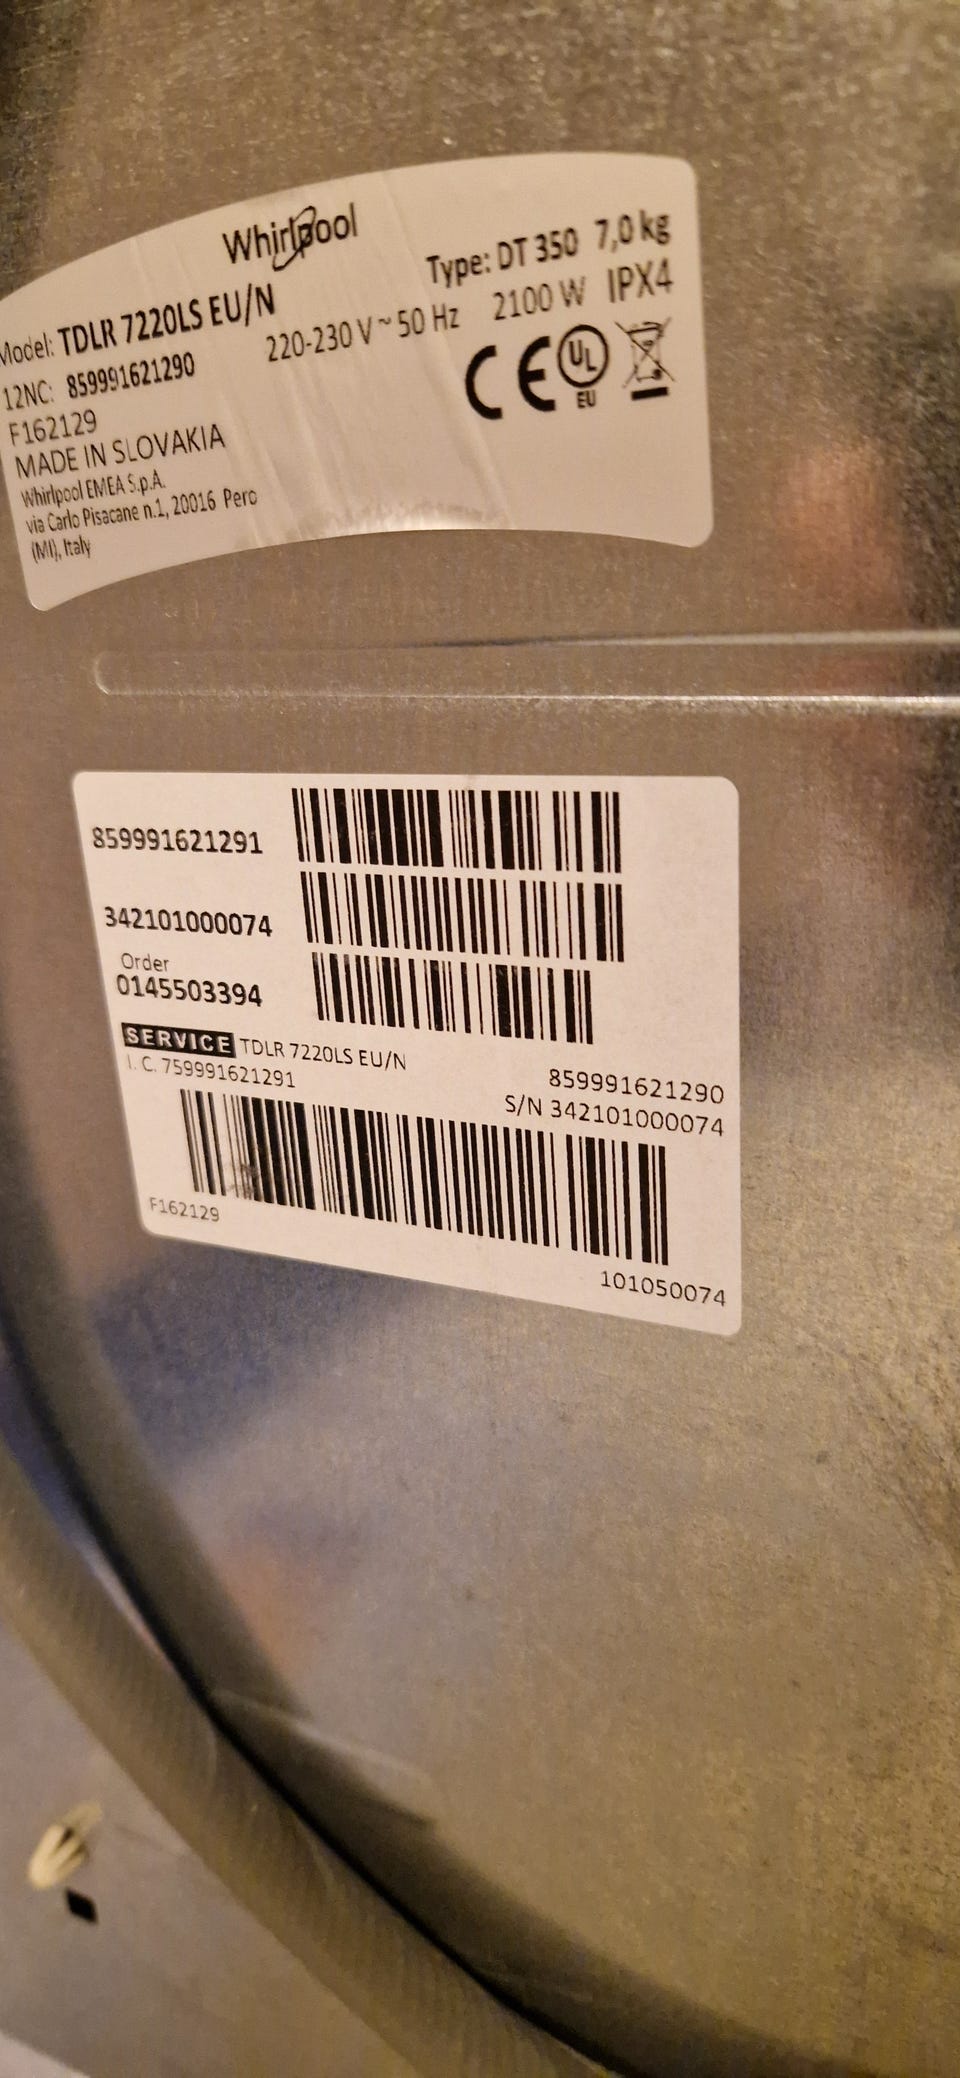 Whirlpool
Type: DT 350 7,0 kg
Model: TDLR 7220LS EU/N
220-230 V ~ 50 Hz 2100 W IPX4
12NC: 859991621290
CE UL EU
F162129
MADE IN SLOVAKIA
Whirlpool EMEA S.p.A.
via Carlo Pisacane n.1, 20016 Pero
(MI), Italy
859991621291
342101000074
Order
0145503394
SERVICE TDLR 7220LS EU/N
859991621290
I. C. 759991621291
S/N 342101000074
F162129
101050074